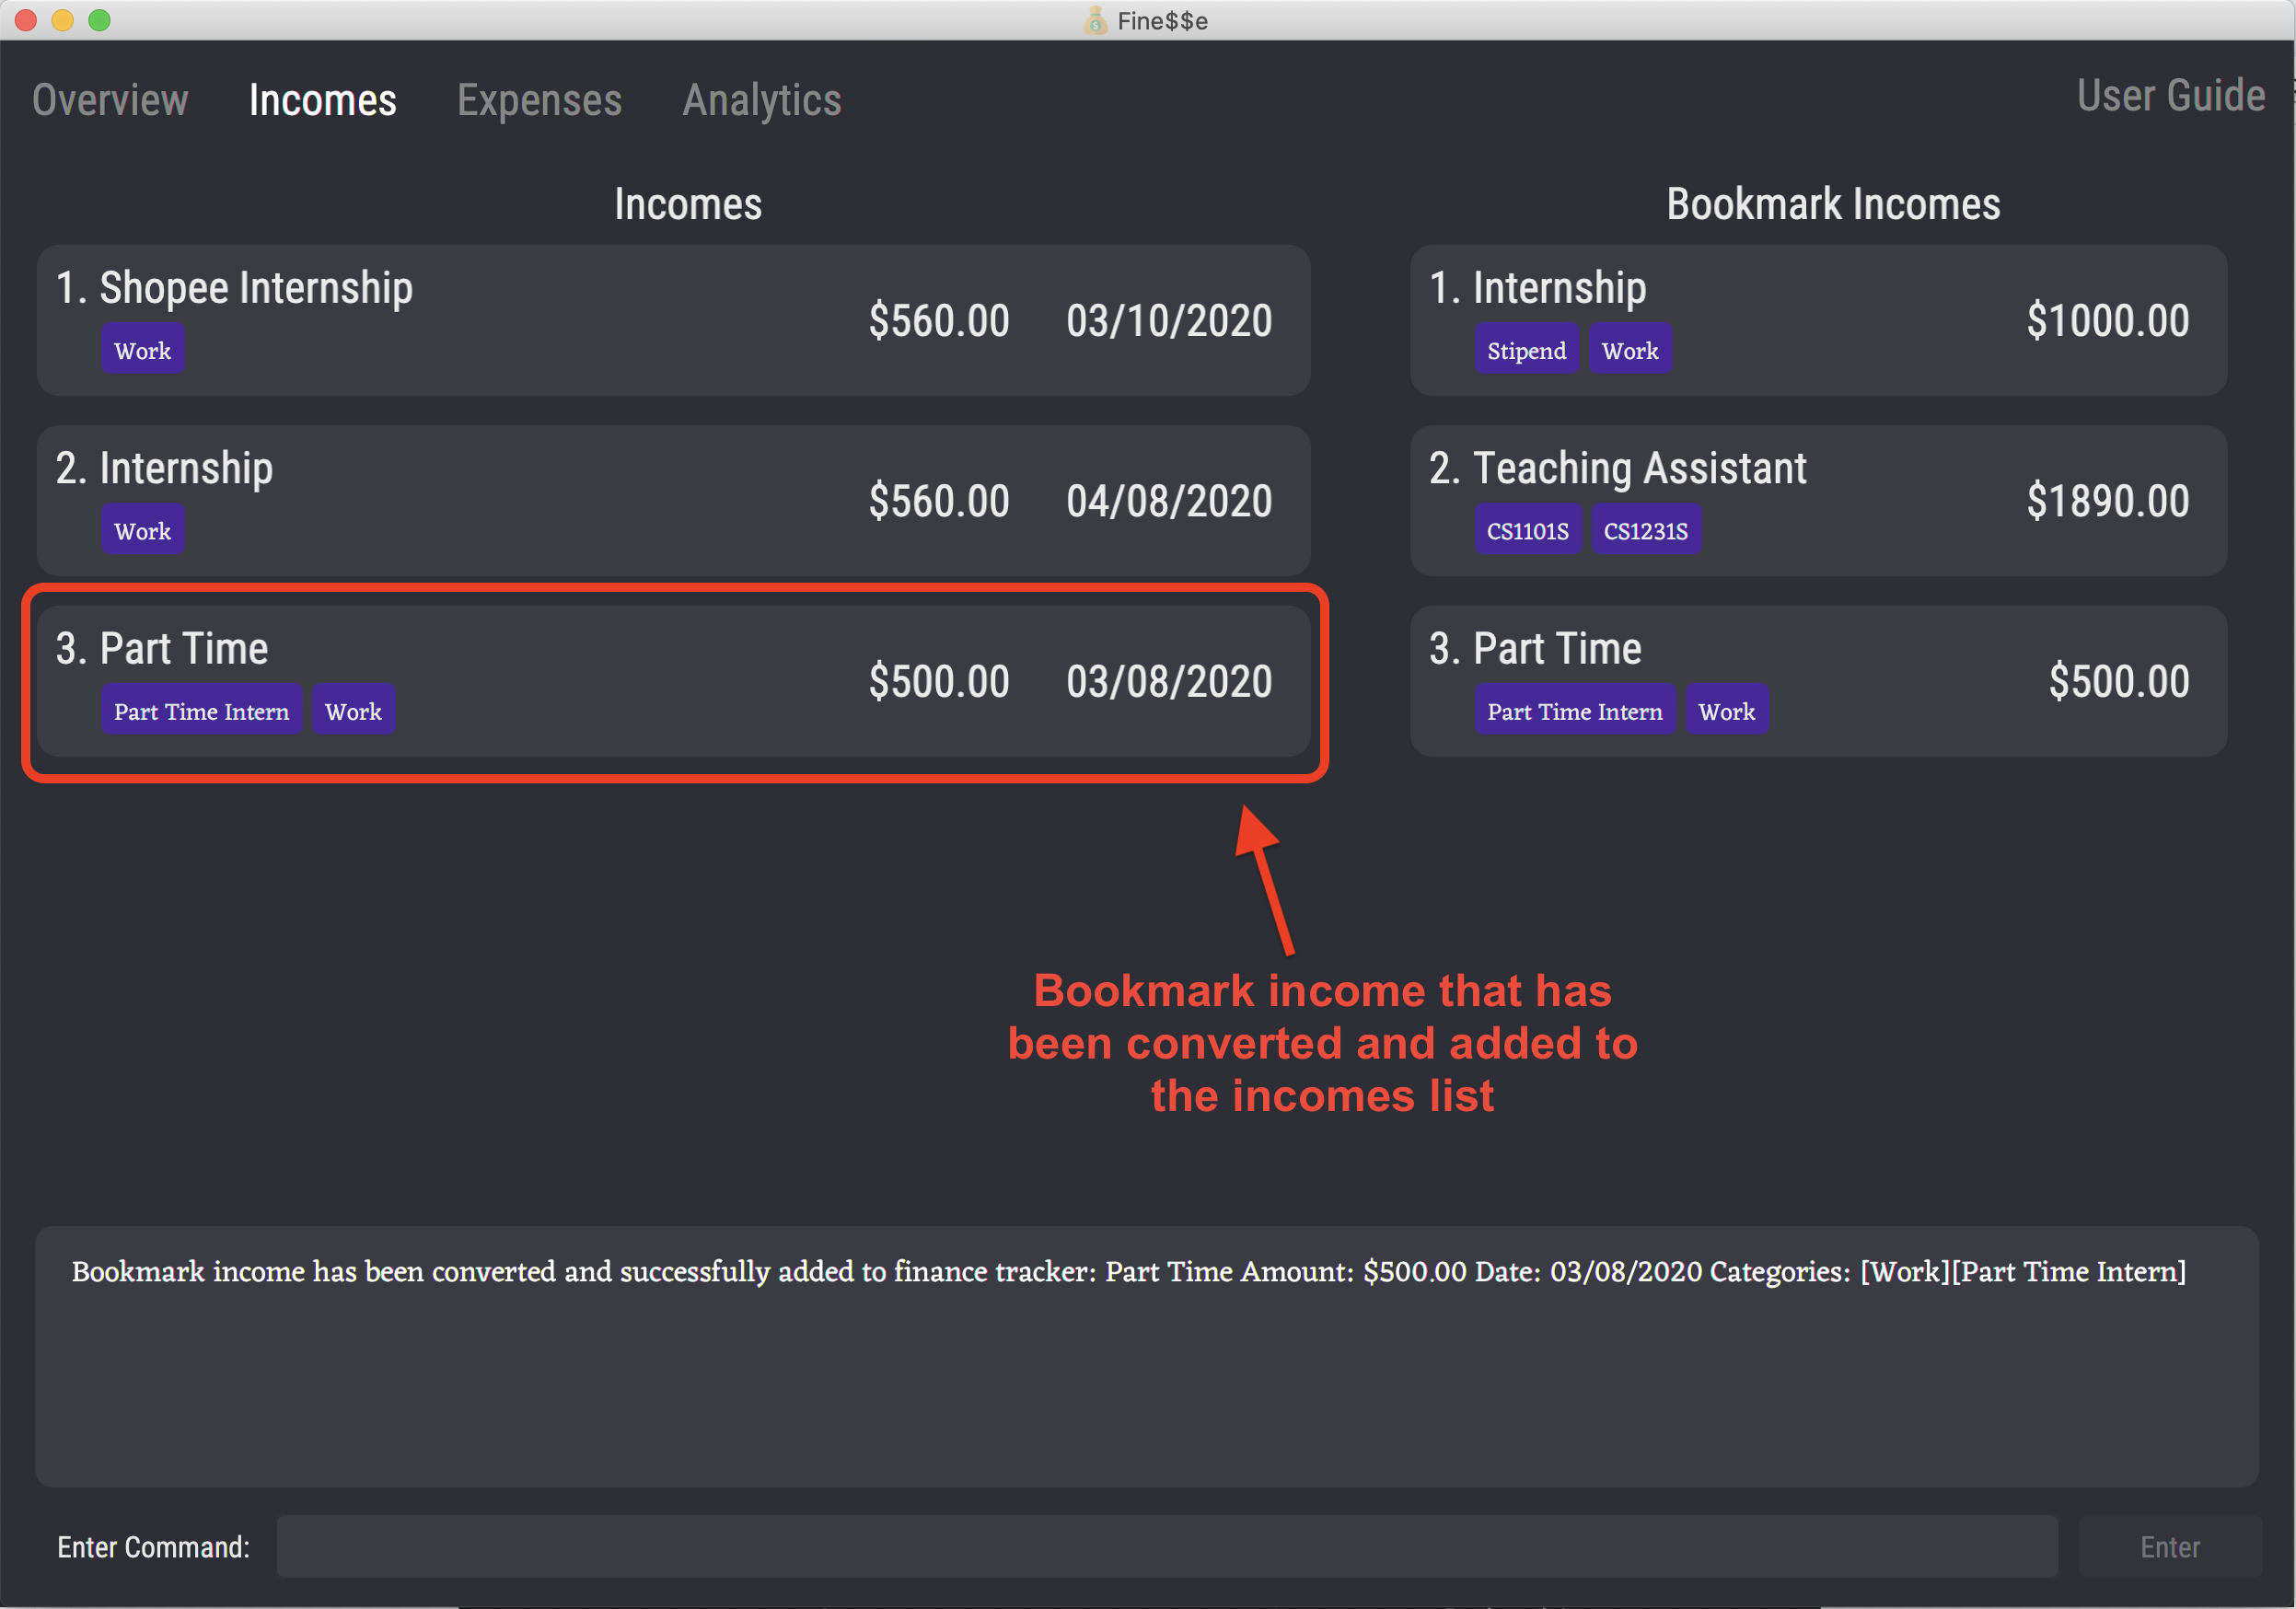 Fine$$e
Overview Incomes Expenses Analytics User Guide
Incomes
1. Shopee Internship
Work
$560.00 03/10/2020
2. Internship
Work
$560.00 04/08/2020
3. Part Time
Part Time Intern Work
$500.00 03/08/2020
Bookmark Incomes
1. Internship
Stipend Work
$1000.00
2. Teaching Assistant
CS1101S CS1231S
$1890.00
3. Part Time
Part Time Intern Work
$500.00
Bookmark income that has
been converted and added to
the incomes list
Bookmark income has been converted and successfully added to finance tracker: Part Time Amount: $500.00 Date: 03/08/2020 Categories: [Work][Part Time Intern]
Enter Command:
Enter